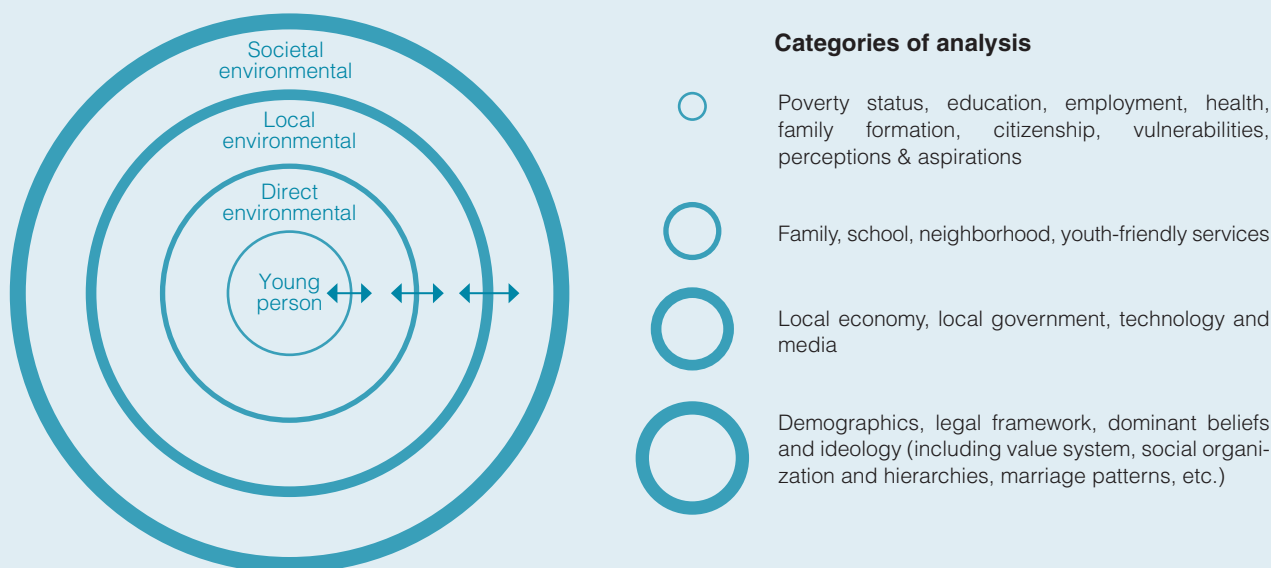 Societal
environmental
Local
environmental
Direct
environmental
Young
person
Categories of analysis
Poverty status, education, employment, health,
family formation, citizenship, vulnerabilities,
perceptions & aspirations
Family, school, neighborhood, youth-friendly services
Local economy, local government, technology and
media
Demographics, legal framework, dominant beliefs
and ideology (including value system, social organi-
zation and hierarchies, marriage patterns, etc.)